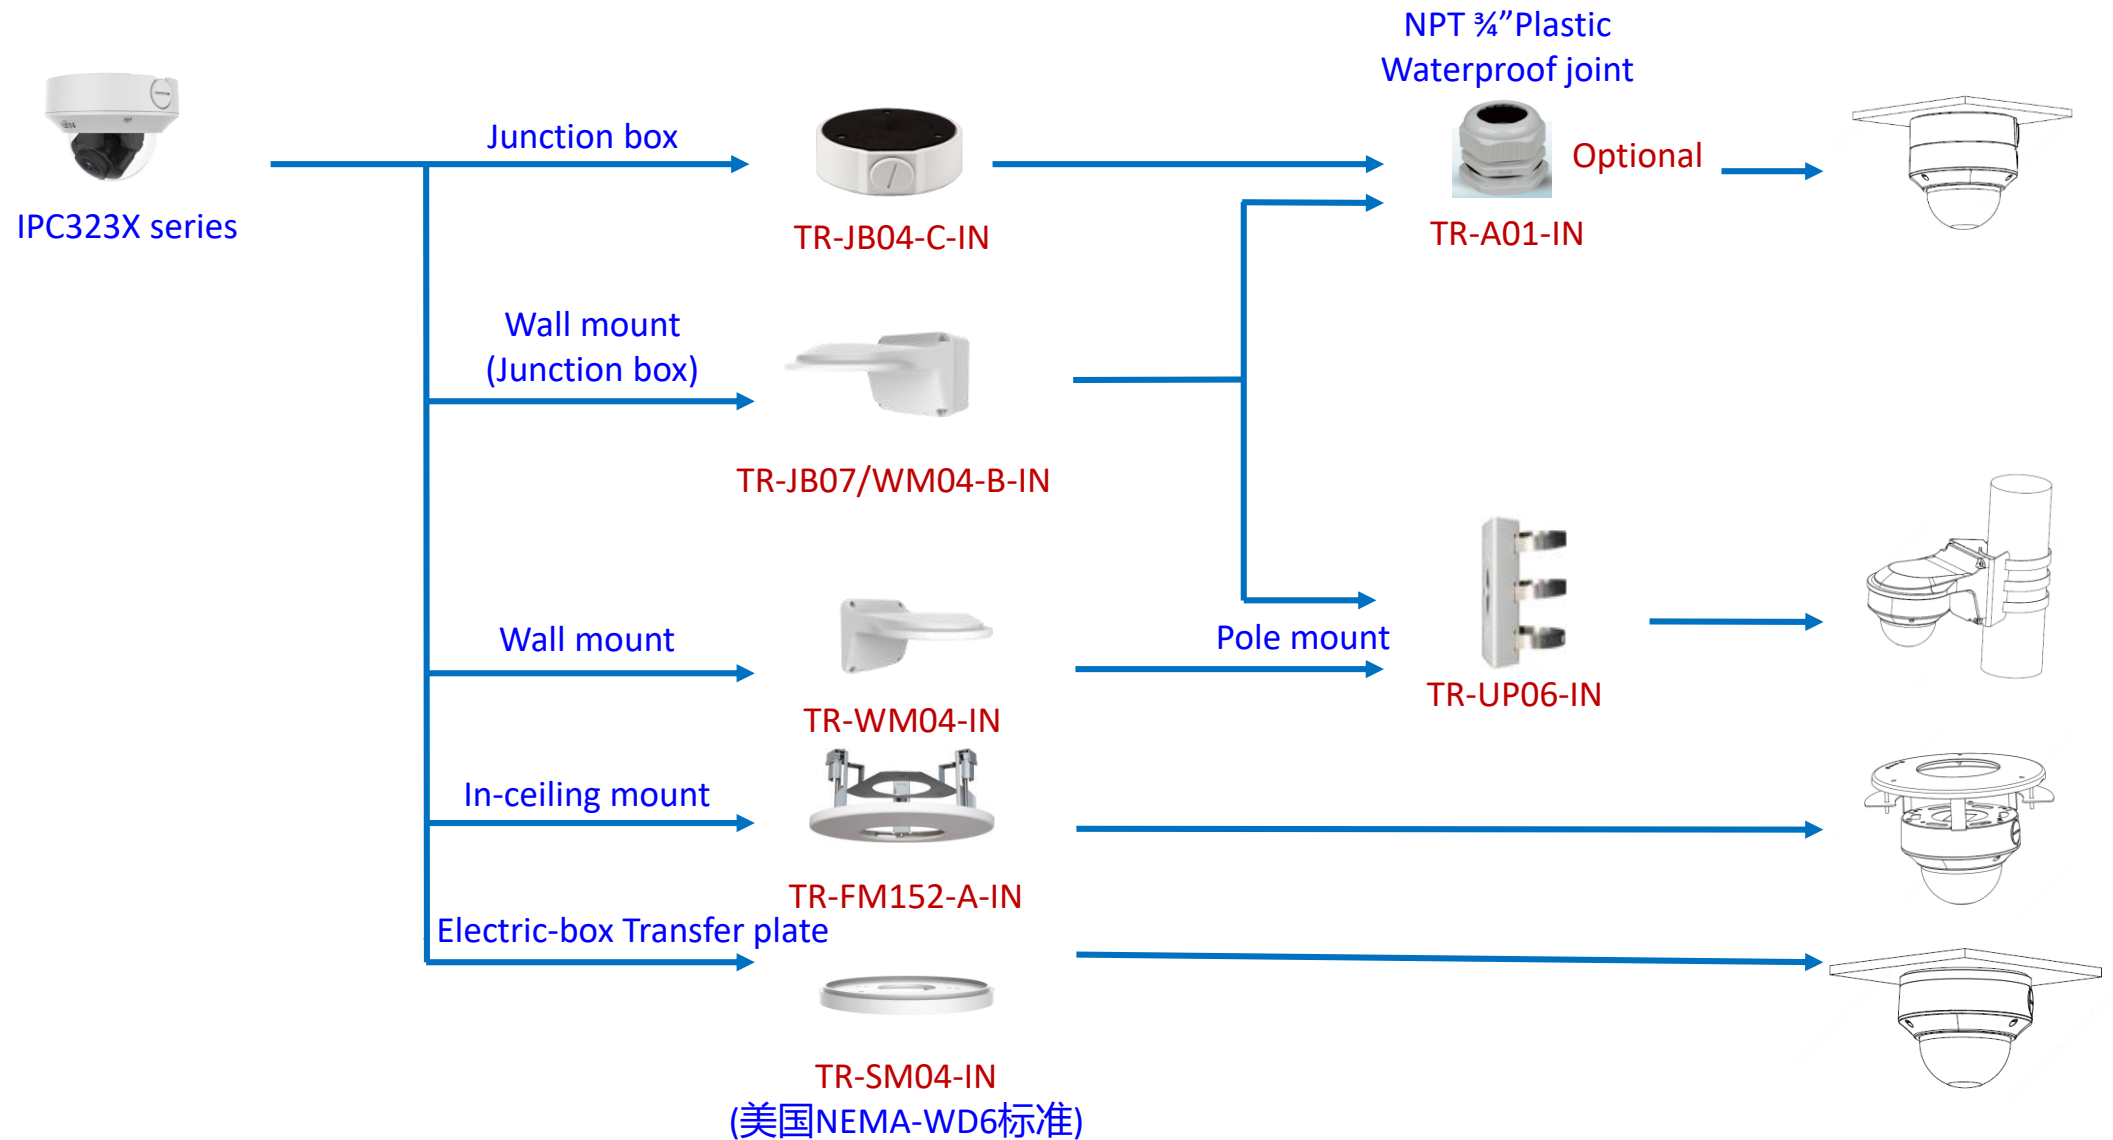 NPT ¾”Plastic
Waterproof joint
Junction box
Optional
IPC323X series
TR-JB04-C-IN
TR-A01-IN
Wall mount
(Junction box)
TR-JB07/WM04-B-IN
Wall mount
Pole mount
TR-WM04-IN
TR-UP06-IN
In-ceiling mount
TR-FM152-A-IN
Electric-box Transfer plate
TR-SM04-IN
(美国NEMA-WD6标准)